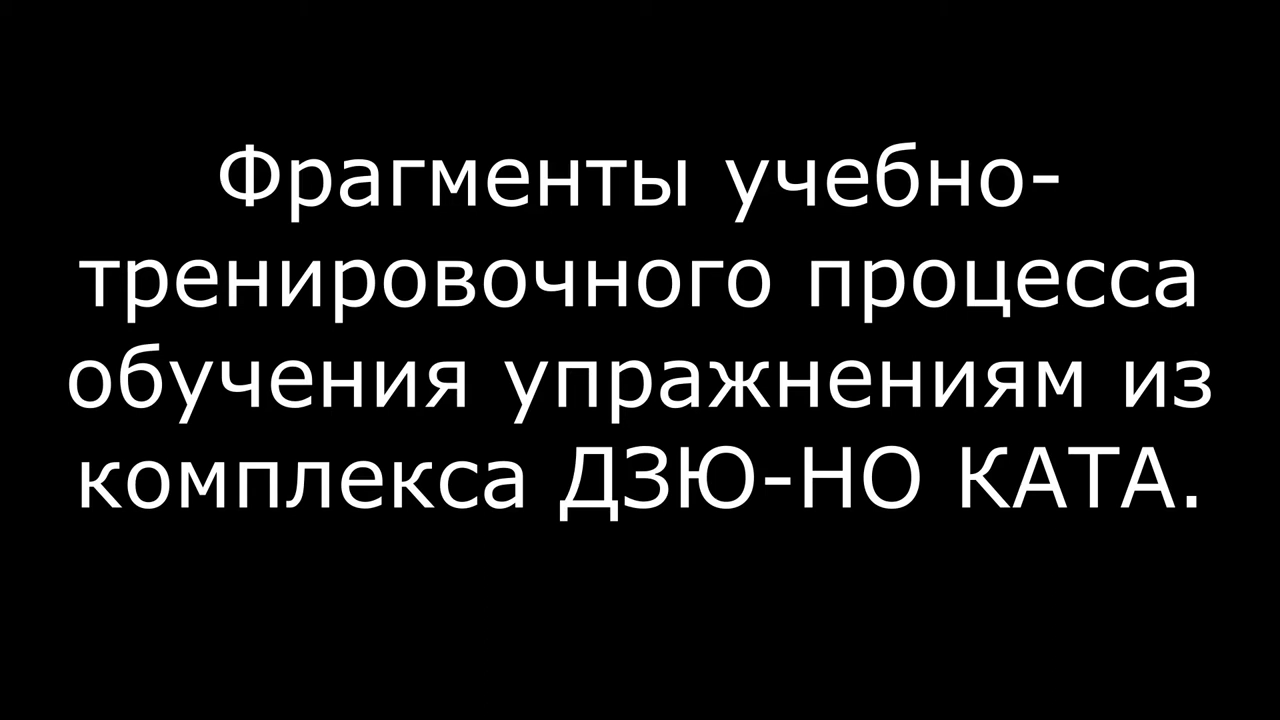 Фрагменты учебно-
тренировочного процесса
обучения упражнениям из
комплекса ДЗЮ-НО КАТА.